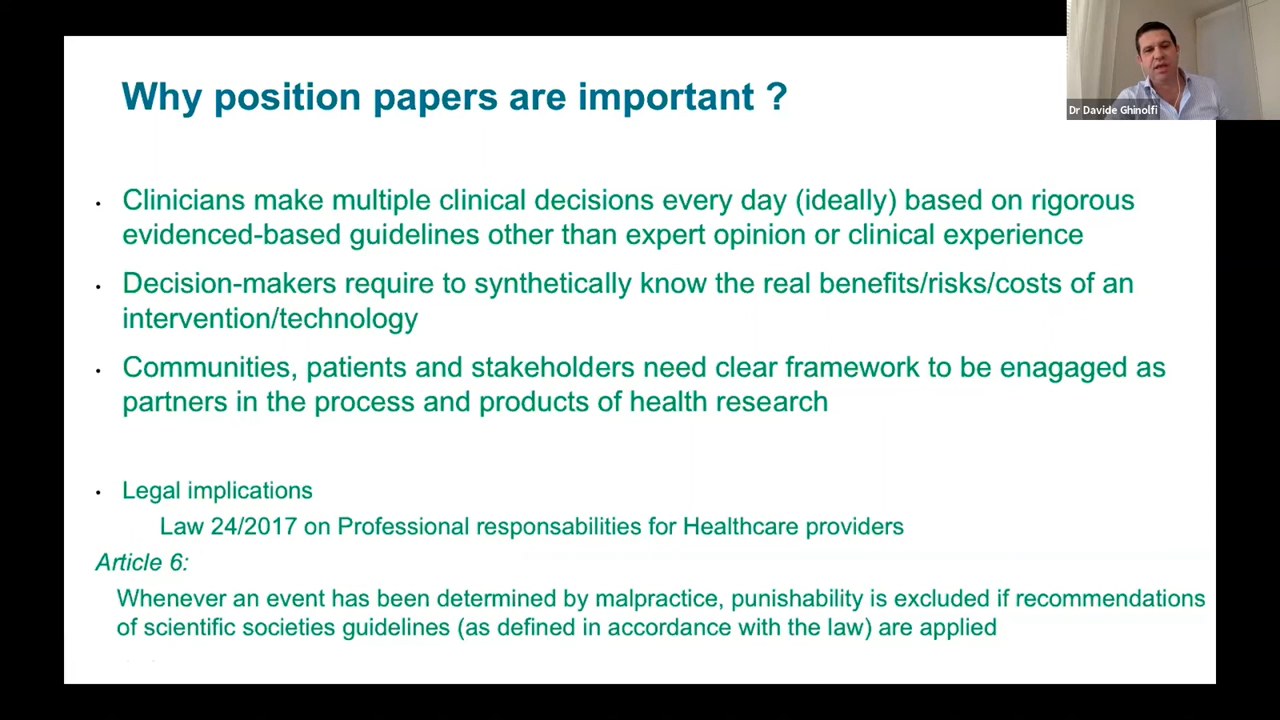 Why position papers are important ?
Dr Davide Ghinolfi
• Clinicians make multiple clinical decisions every day (ideally) based on rigorous
evidenced-based guidelines other than expert opinion or clinical experience
• Decision-makers require to synthetically know the real benefits/risks/costs of an
intervention/technology
• Communities, patients and stakeholders need clear framework to be enagaged as
partners in the process and products of health research
• Legal implications
Law 24/2017 on Professional responsabilities for Healthcare providers
Article 6:
Whenever an event has been determined by malpractice, punishability is excluded if recommendations
of scientific societies guidelines (as defined in accordance with the law) are applied